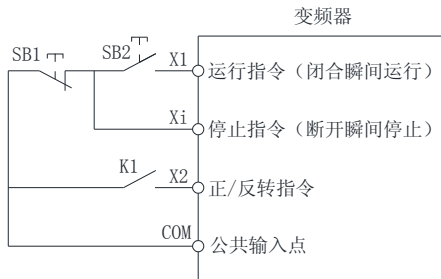 变频器
SB1
SB2
X1
运行指令（闭合瞬间运行）
Xi
停止指令（断开瞬间停止）
K1
X2
正/反转指令
COM
公共输入点